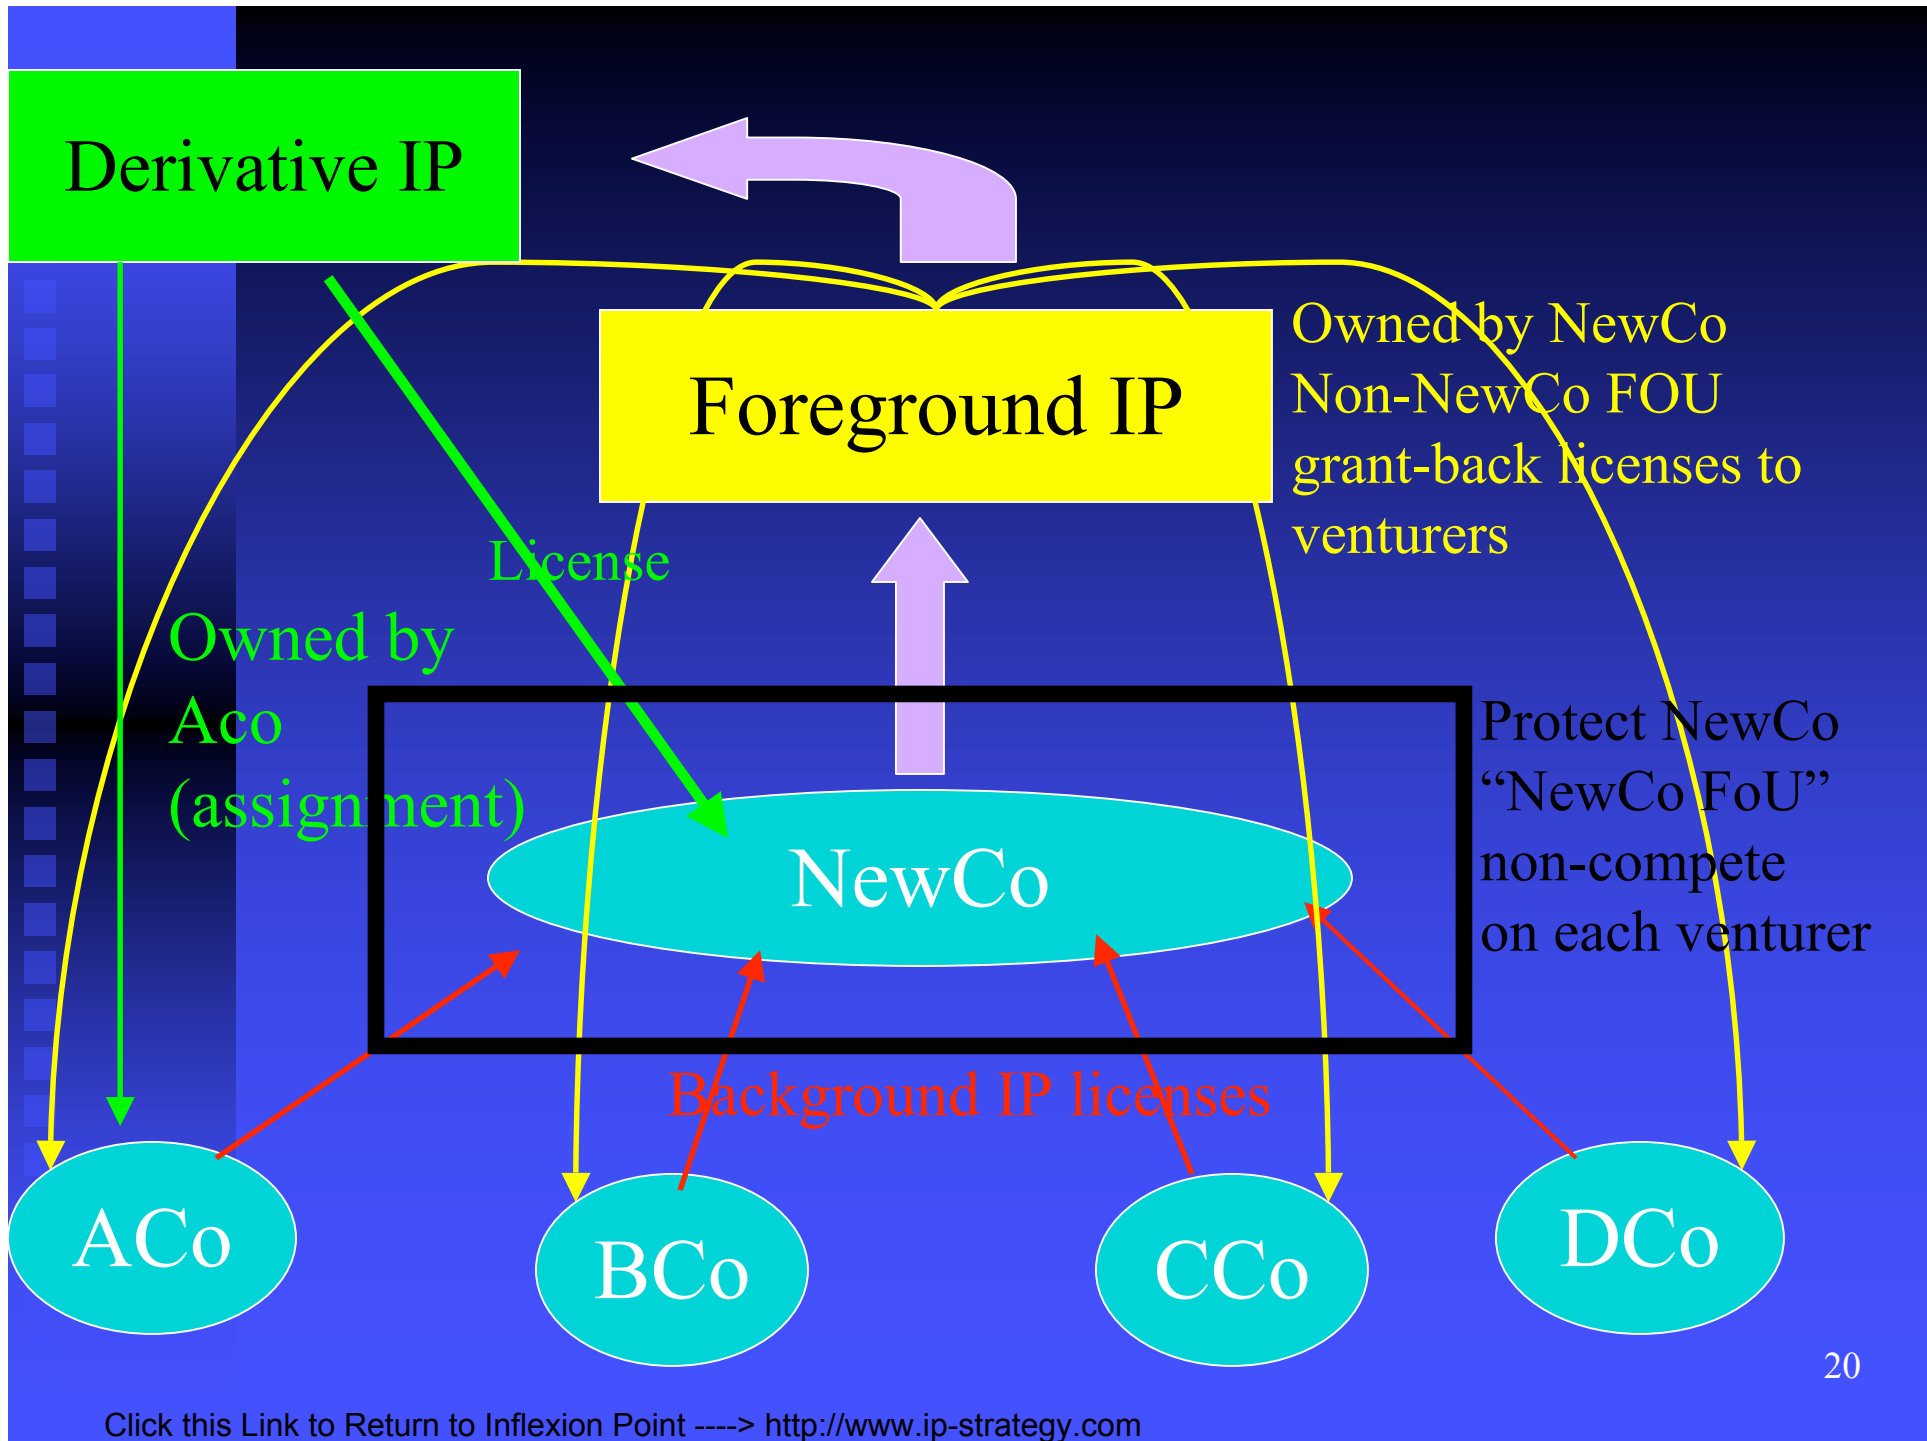 Derivative IP
Foreground IP
Owned by NewCo
Non-NewCo FOU
grant-back licenses to
venturers
License
Owned by
Aco
(assignment)
Protect NewCo
“NewCo FoU”
non-compete
on each venturer
NewCo
Background IP licenses
ACo
BCo
CCo
DCo
20
Click this Link to Return to Inflexion Point ----> http://www.ip-strategy.com